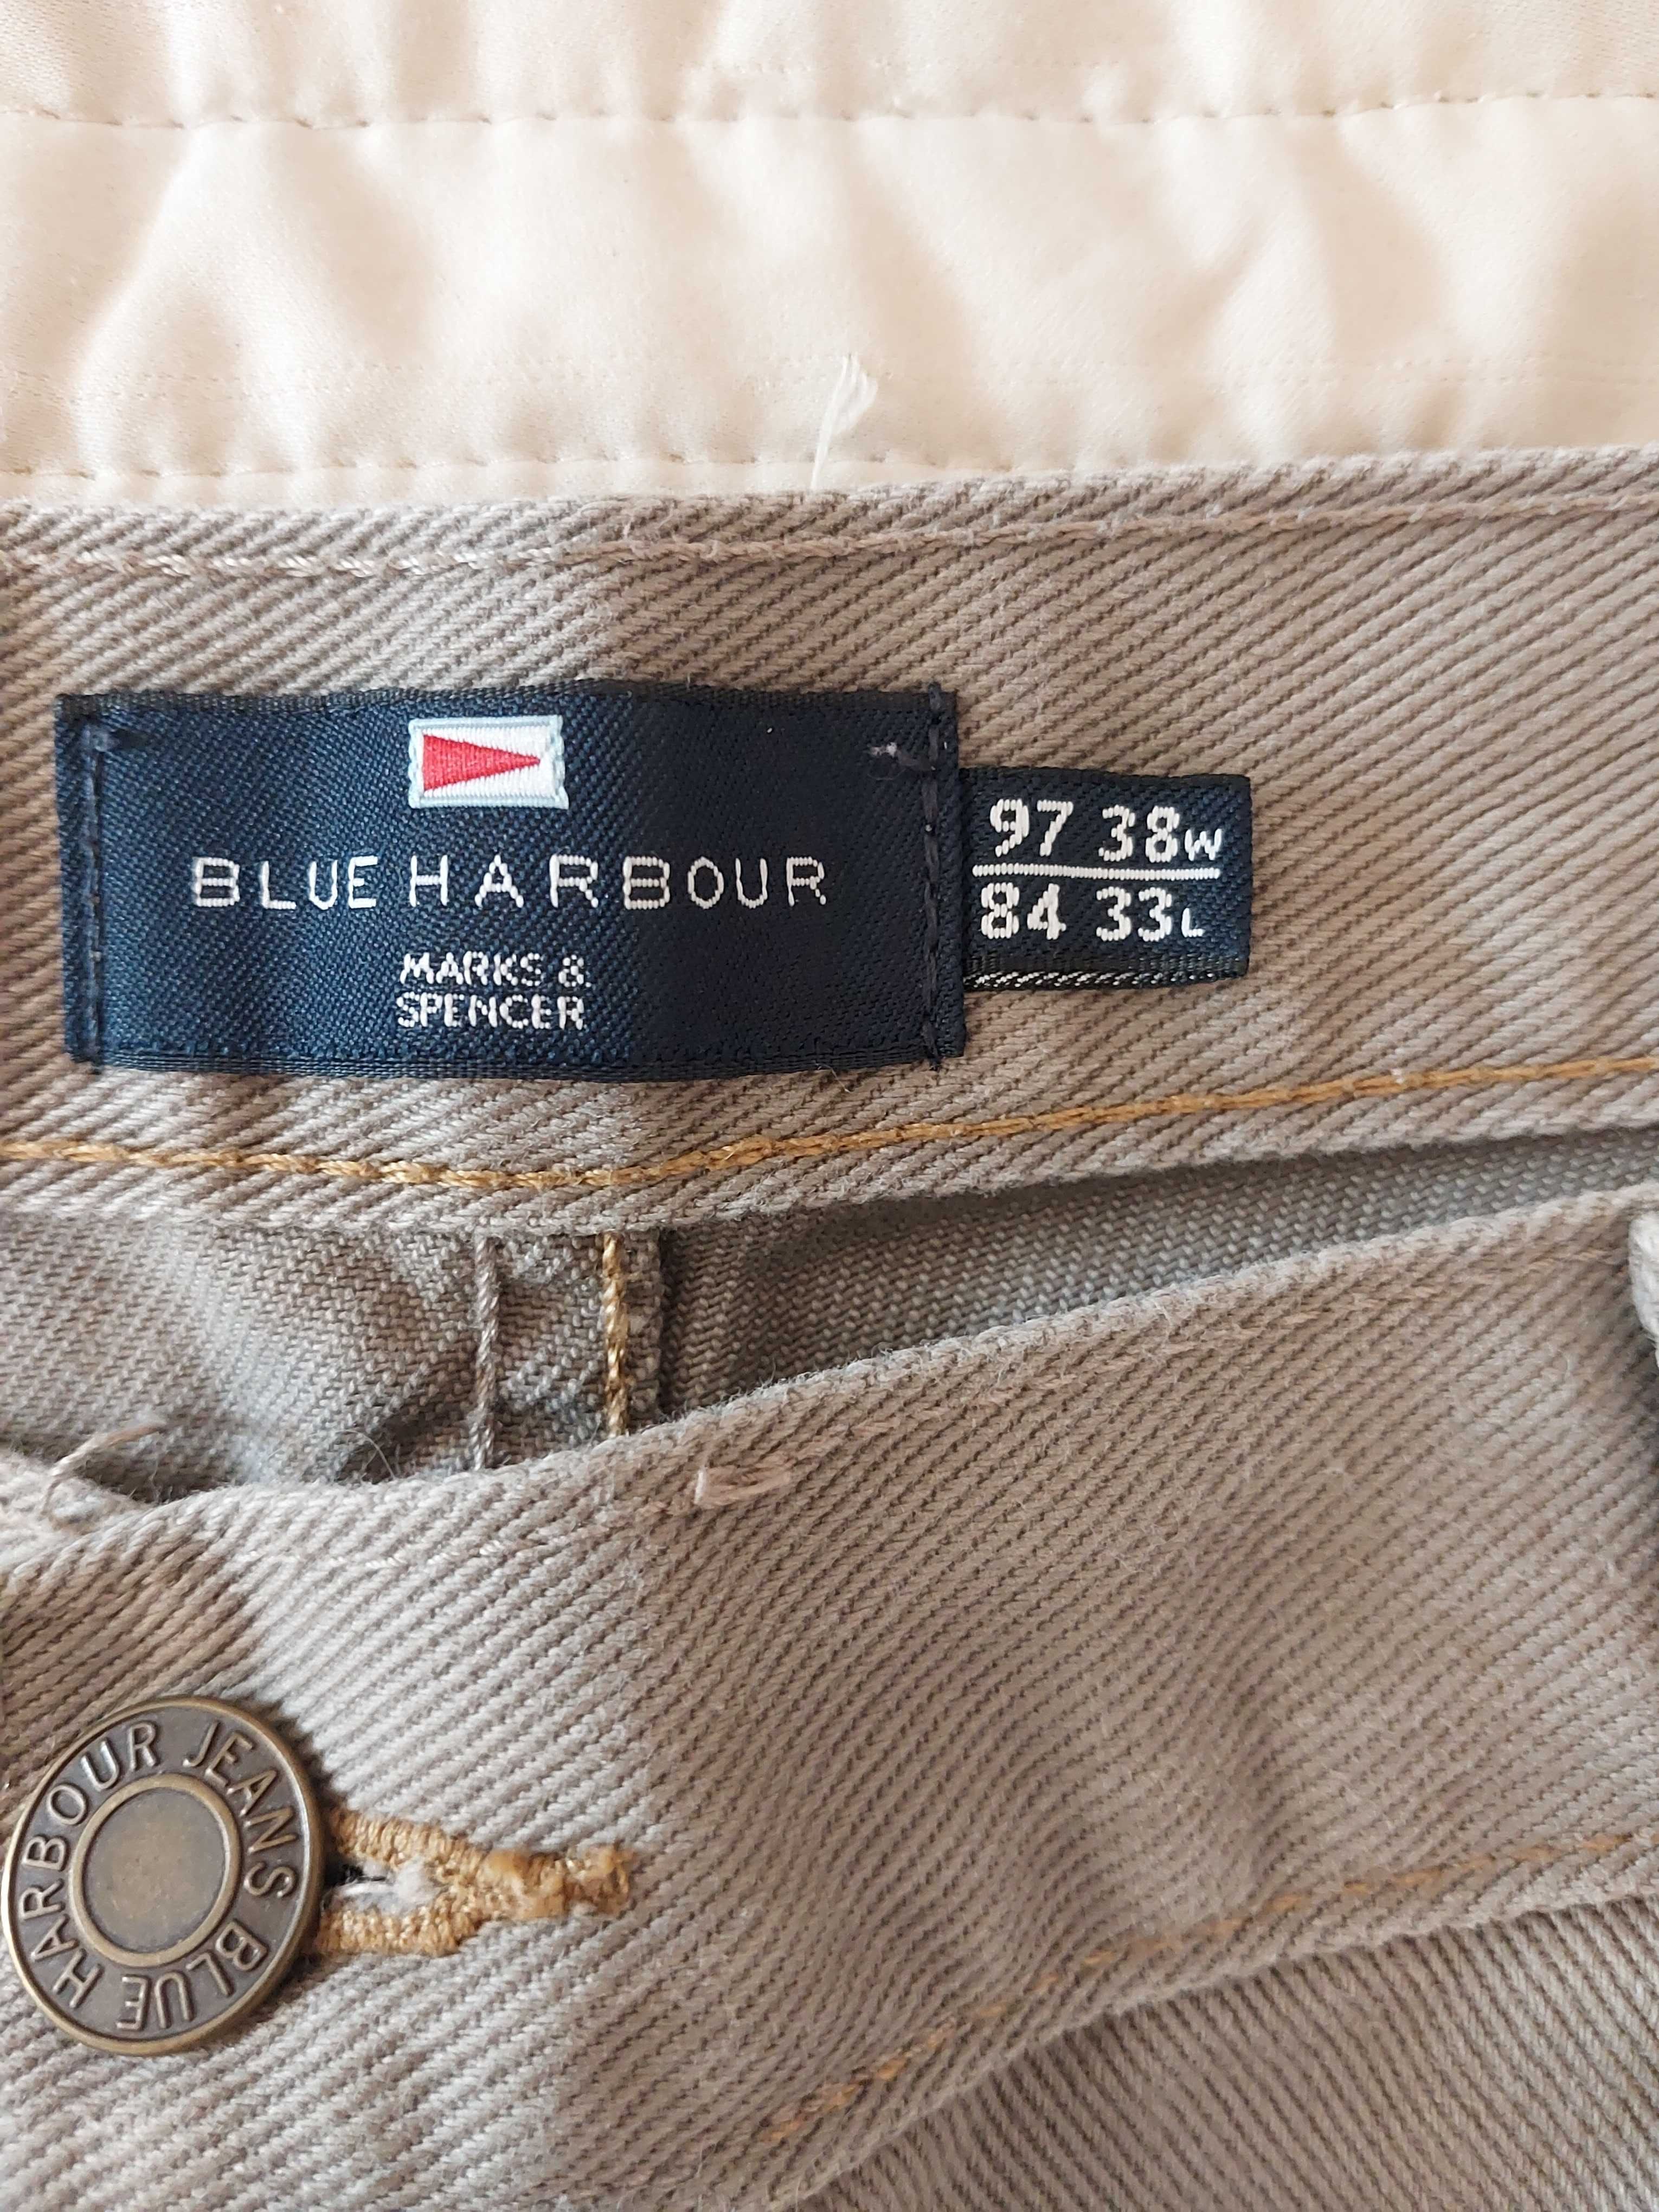 BLUE HARBOUR
MARKS &
SPENCER
97 38W
84 33L
BLUE HARBOUR JEANS